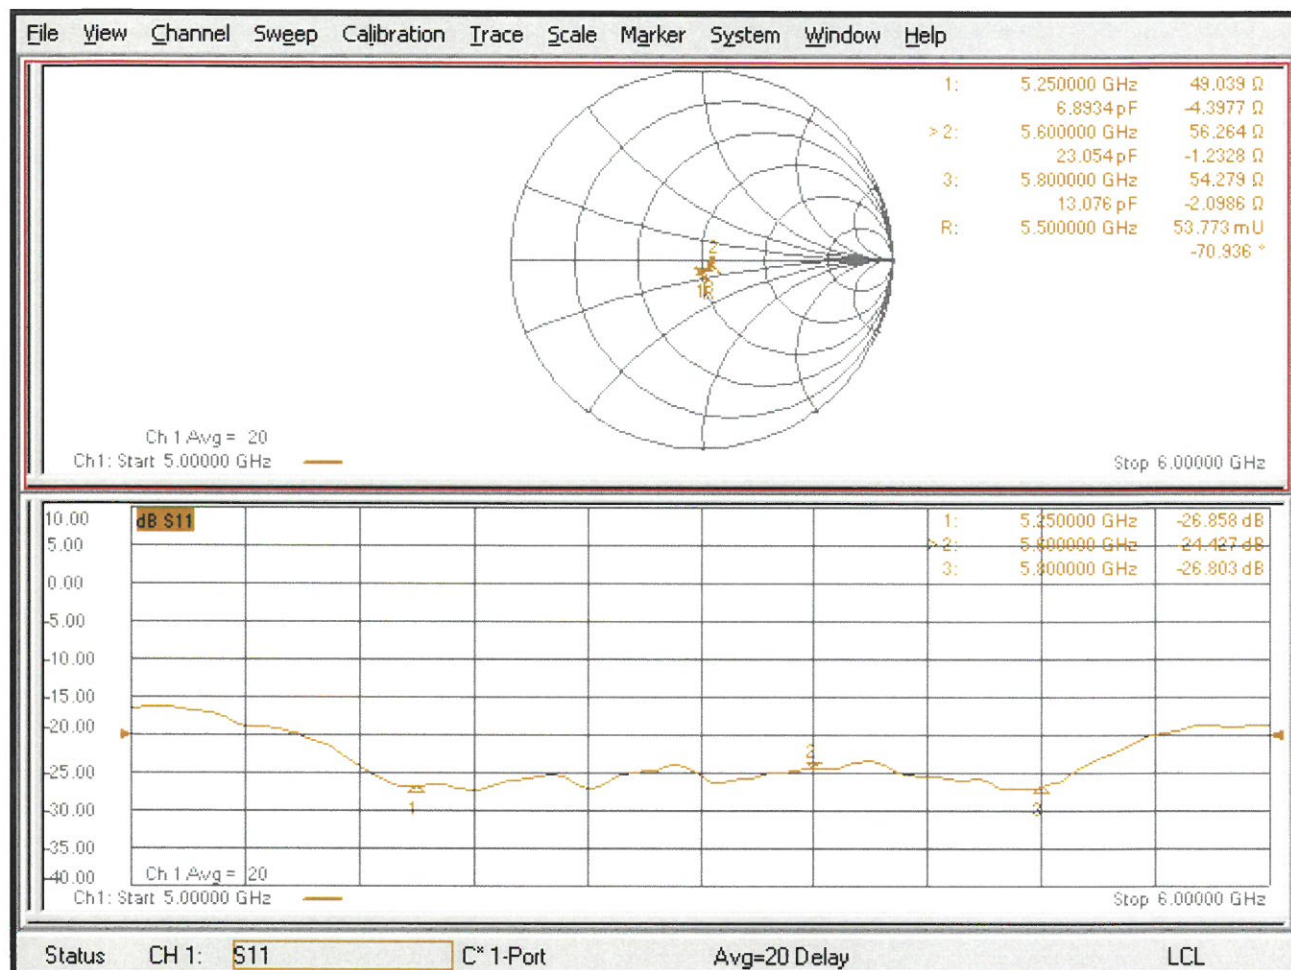 File View Channel Sweep Calibration Trace Scale Marker System Window Help
1: 5.250000 GHz 49.039 Ω
6.8934 pF -4.3977 Ω
> 2: 5.600000 GHz 56.264 Ω
23.054 pF -1.2328 Ω
3: 5.800000 GHz 54.279 Ω
13.076 pF -2.0986 Ω
R: 5.500000 GHz 53.773 mU
-70.936 °
2
1R
Ch 1 Avg = 20
Ch1: Start 5.00000 GHz Stop 6.00000 GHz
10.00 dB S11 1: 5.250000 GHz -26.858 dB
5.00 > 2: 5.600000 GHz -24.427 dB
3: 5.800000 GHz -26.803 dB
0.00
-5.00
-10.00
-15.00
-20.00
2
-25.00
1 3
-30.00
-35.00
-40.00 Ch 1 Avg = 20
Ch1: Start 5.00000 GHz Stop 6.00000 GHz
Status CH 1: S11 C* 1-Port Avg=20 Delay LCL